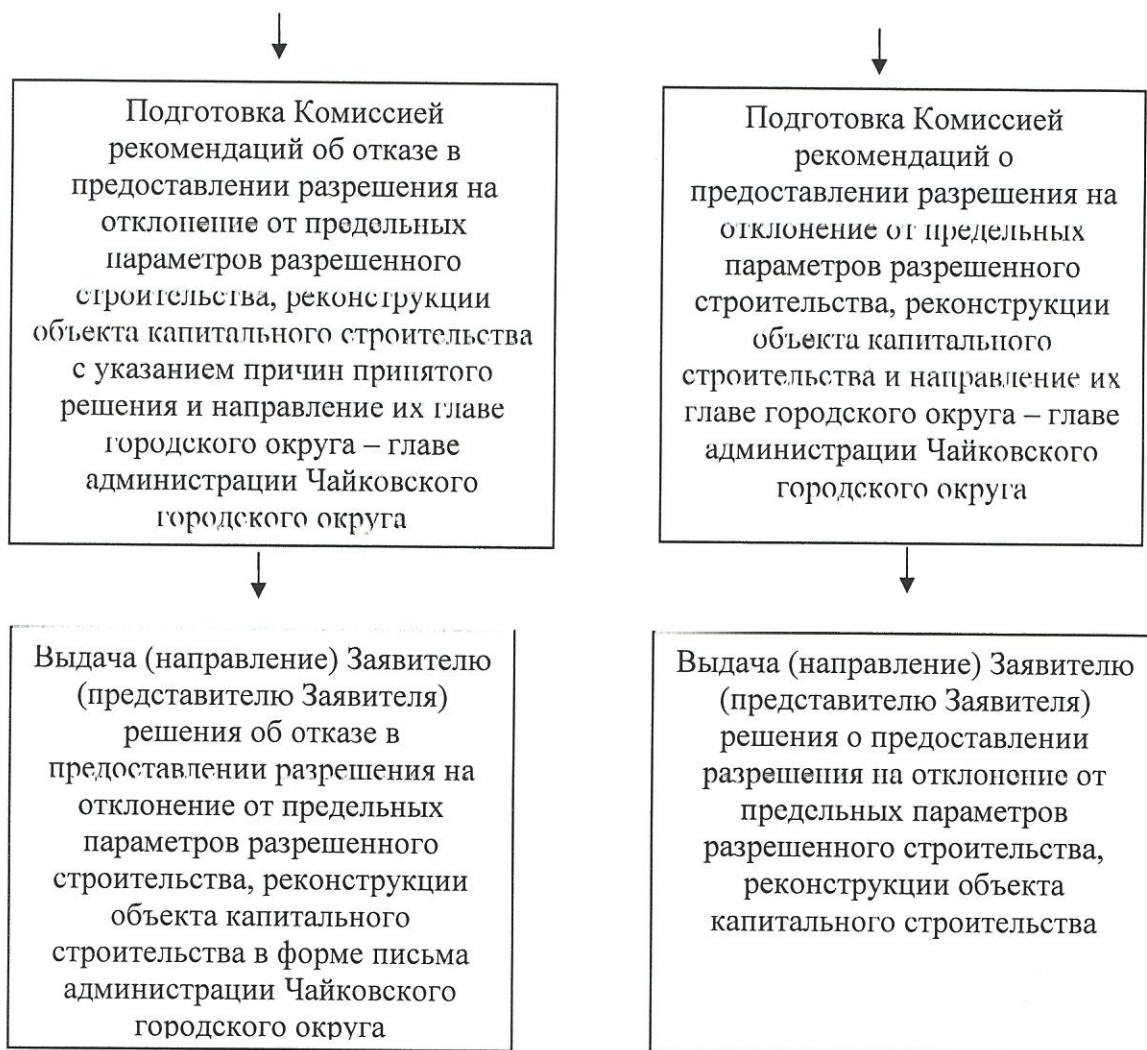 Подготовка Комиссией
рекомендаций об отказе в
предоставлении разрешения на
отклонение от предельных
параметров разрешенного
строительства, реконструкции
объекта капитального строительства
с указанием причин принятого
решения и направление их главе
городского округа – главе
администрации Чайковского
городского округа
Подготовка Комиссией
рекомендаций о
предоставлении разрешения на
отклонение от предельных
параметров разрешенного
строительства, реконструкции
объекта капитального
строительства и направление их
главе городского округа – главе
администрации Чайковского
городского округа
Выдача (направление) Заявителю
(представителю Заявителя)
решения об отказе в
предоставлении разрешения на
отклонение от предельных
параметров разрешенного
строительства, реконструкции
объекта капитального
строительства в форме письма
администрации Чайковского
городского округа
Выдача (направление) Заявителю
(представителю Заявителя)
решения о предоставлении
разрешения на отклонение от
предельных параметров
разрешенного строительства,
реконструкции объекта
капитального строительства